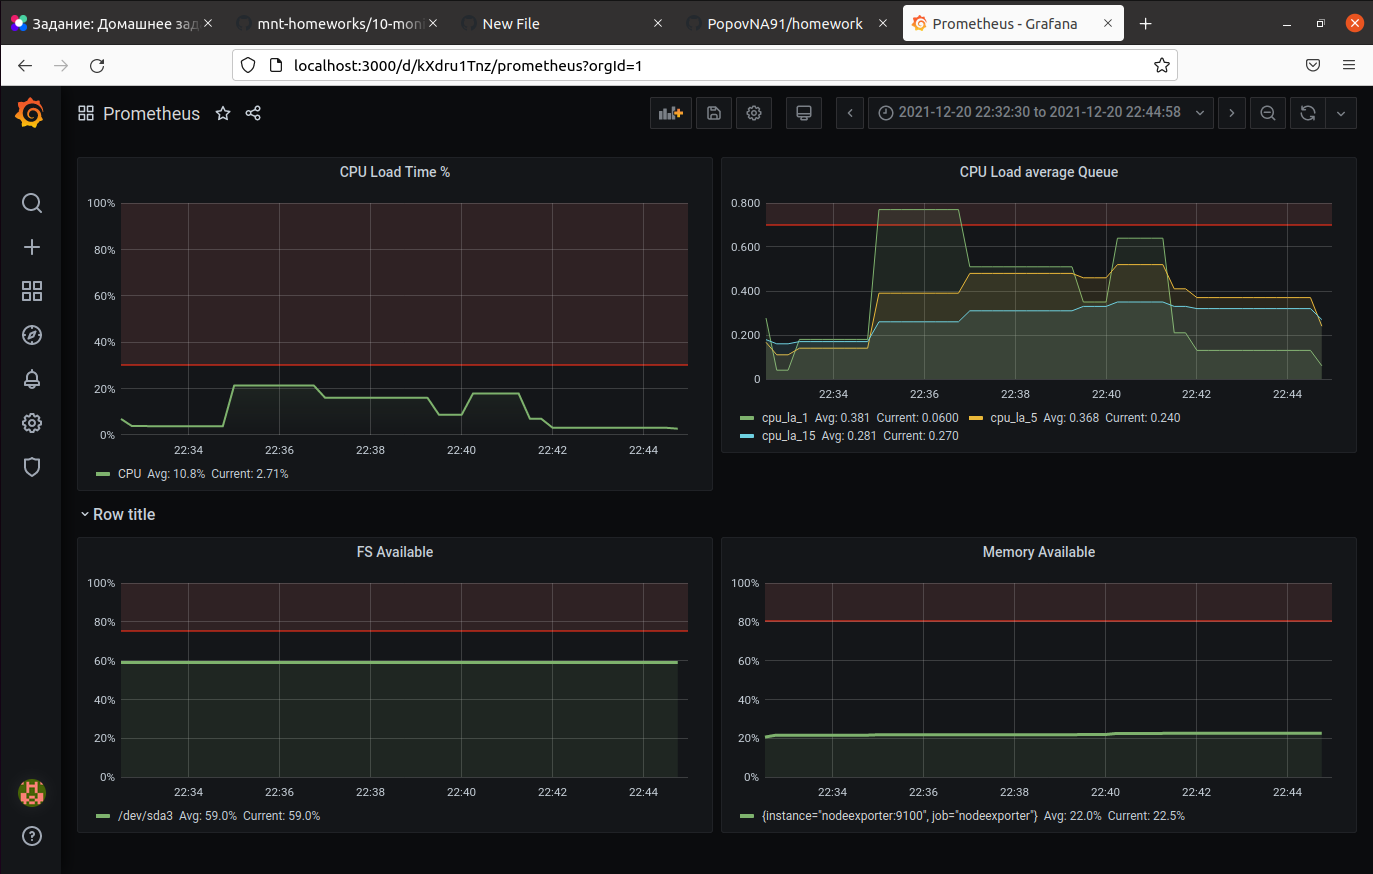 Задание: Домашнее зад
mnt-homeworks/10-moni
New File
PopovNA91/homework
Prometheus - Grafana
localhost:3000/d/kXdru1Tnz/prometheus?orgId=1
Prometheus
2021-12-20 22:32:30 to 2021-12-20 22:44:58
CPU Load Time %
100%
80%
60%
40%
20%
0%
22:34 22:36 22:38 22:40 22:42 22:44
CPU Avg: 10.8% Current: 2.71%
CPU Load average Queue
0.800
0.600
0.400
0.200
0
22:34 22:36 22:38 22:40 22:42 22:44
cpu_la_1 Avg: 0.381 Current: 0.0600 cpu_la_5 Avg: 0.368 Current: 0.240
cpu_la_15 Avg: 0.281 Current: 0.270
Row title
FS Available
100%
80%
60%
40%
20%
0%
22:34 22:36 22:38 22:40 22:42 22:44
/dev/sda3 Avg: 59.0% Current: 59.0%
Memory Available
100%
80%
60%
40%
20%
0%
22:34 22:36 22:38 22:40 22:42 22:44
{instance="nodeexporter:9100", job="nodeexporter"} Avg: 22.0% Current: 22.5%